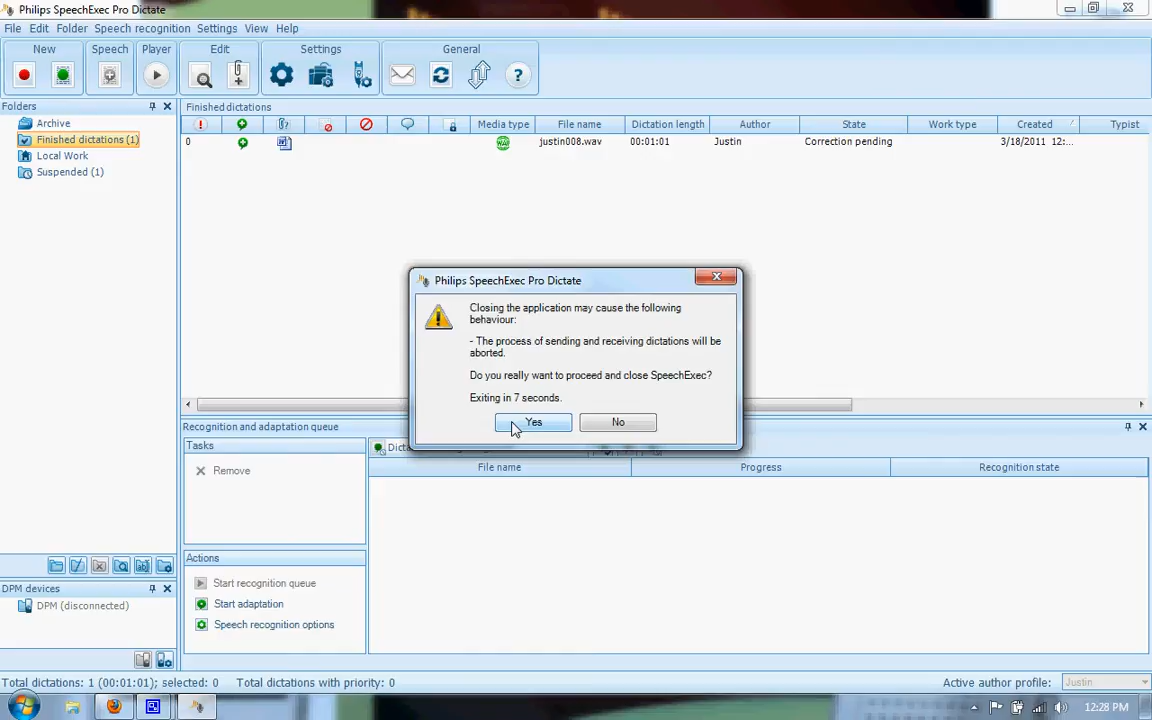 Philips SpeechExec Pro Dictate
File Edit Folder Speech recognition Settings View Help
New Speech Player Edit Settings General
Folders
Archive
Finished dictations (1)
Local Work
Suspended (1)
Finished dictations
Media type File name Dictation length Author State Work type Created Typist
0 justin008.wav 00:01:01 Justin Correction pending 3/18/2011 12:...
Philips SpeechExec Pro Dictate
Closing the application may cause the following
behaviour:
- The process of sending and receiving dictations will be
aborted.
Do you really want to proceed and close SpeechExec?
Exiting in 7 seconds.
Yes No
Recognition and adaptation queue
Tasks
Remove
File name Progress Recognition state
Actions
Start recognition queue
Start adaptation
Speech recognition options
DPM devices
DPM (disconnected)
Total dictations: 1 (00:01:01); selected: 0 Total dictations with priority: 0 Active author profile: Justin
12:28 PM